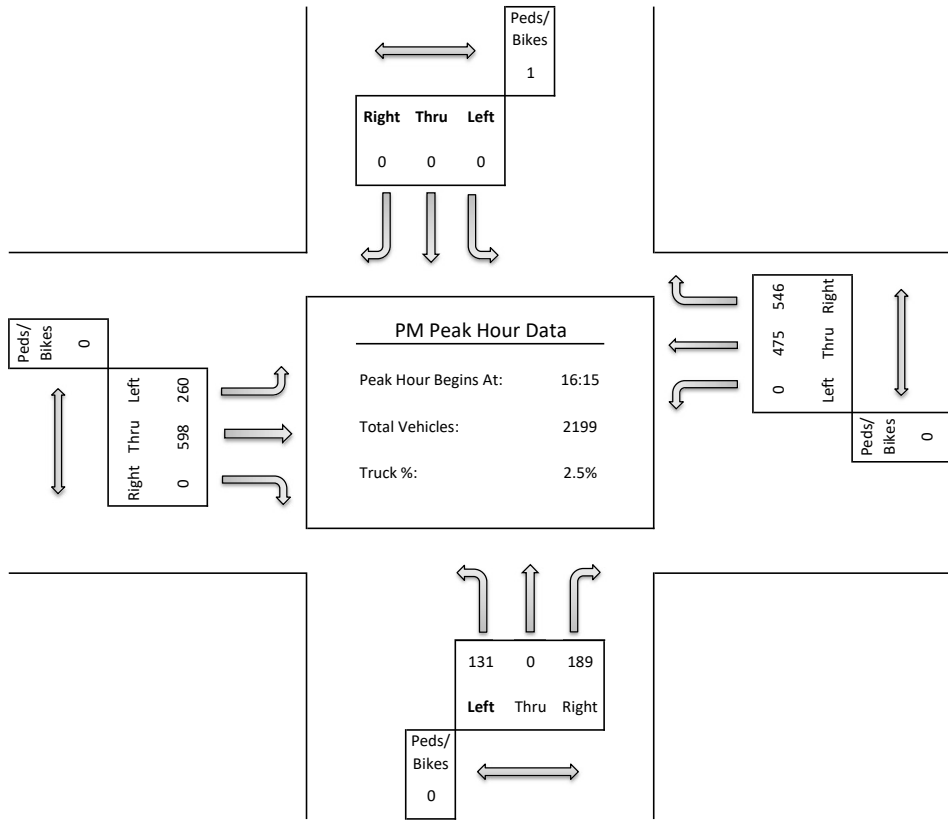 Peds/
Bikes
1
Right Thru Left
0 0 0
Peds/
Bikes
0
Left 260
Thru 598
Right 0
PM Peak Hour Data
Peak Hour Begins At: 16:15
Total Vehicles: 2199
Truck %: 2.5%
546 Right
475 Thru
0 Left
Peds/
Bikes
0
131 0 189
Left Thru Right
Peds/
Bikes
0